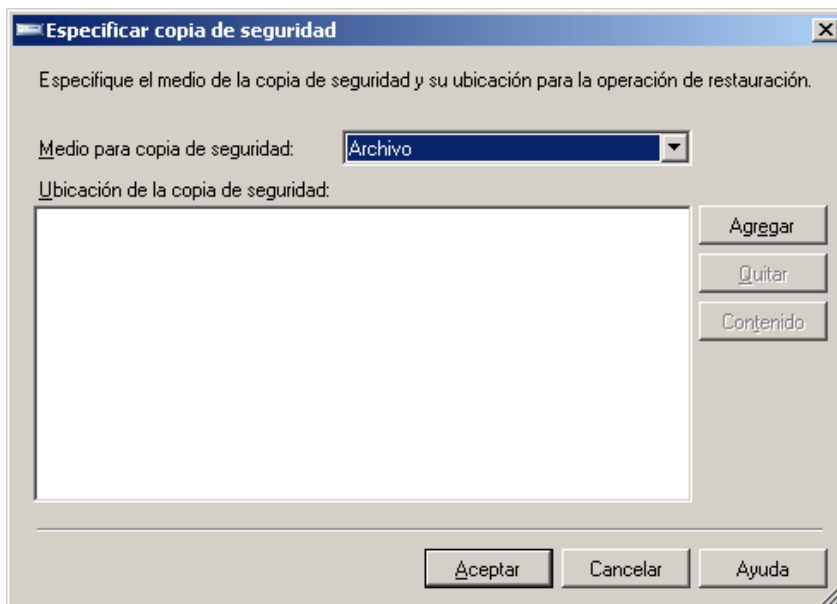 Especificar copia de seguridad
Especifique el medio de la copia de seguridad y su ubicación para la operación de restauración.
Medio para copia de seguridad: Archivo
Ubicación de la copia de seguridad:
Agregar
Quitar
Contenido
Aceptar Cancelar Ayuda